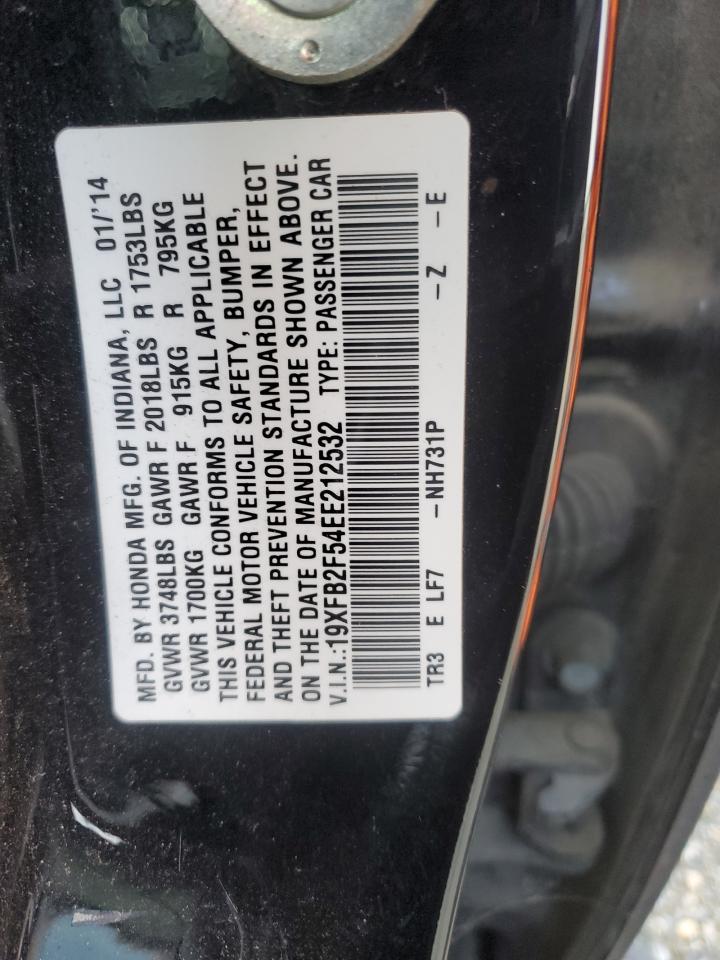 MFD. BY HONDA MFG. OF INDIANA, LLC 01/'14
GVWR 3748LBS GAWR F 2018LBS R 1753LBS
GVWR 1700KG GAWR F 915KG R 795KG
THIS VEHICLE CONFORMS TO ALL APPLICABLE
FEDERAL MOTOR VEHICLE SAFETY, BUMPER,
AND THEFT PREVENTION STANDARDS IN EFFECT
ON THE DATE OF MANUFACTURE SHOWN ABOVE.
V.I.N.:19XFB2F54EE212532 TYPE: PASSENGER CAR
TR3 E LF7 -NH731P -Z -E